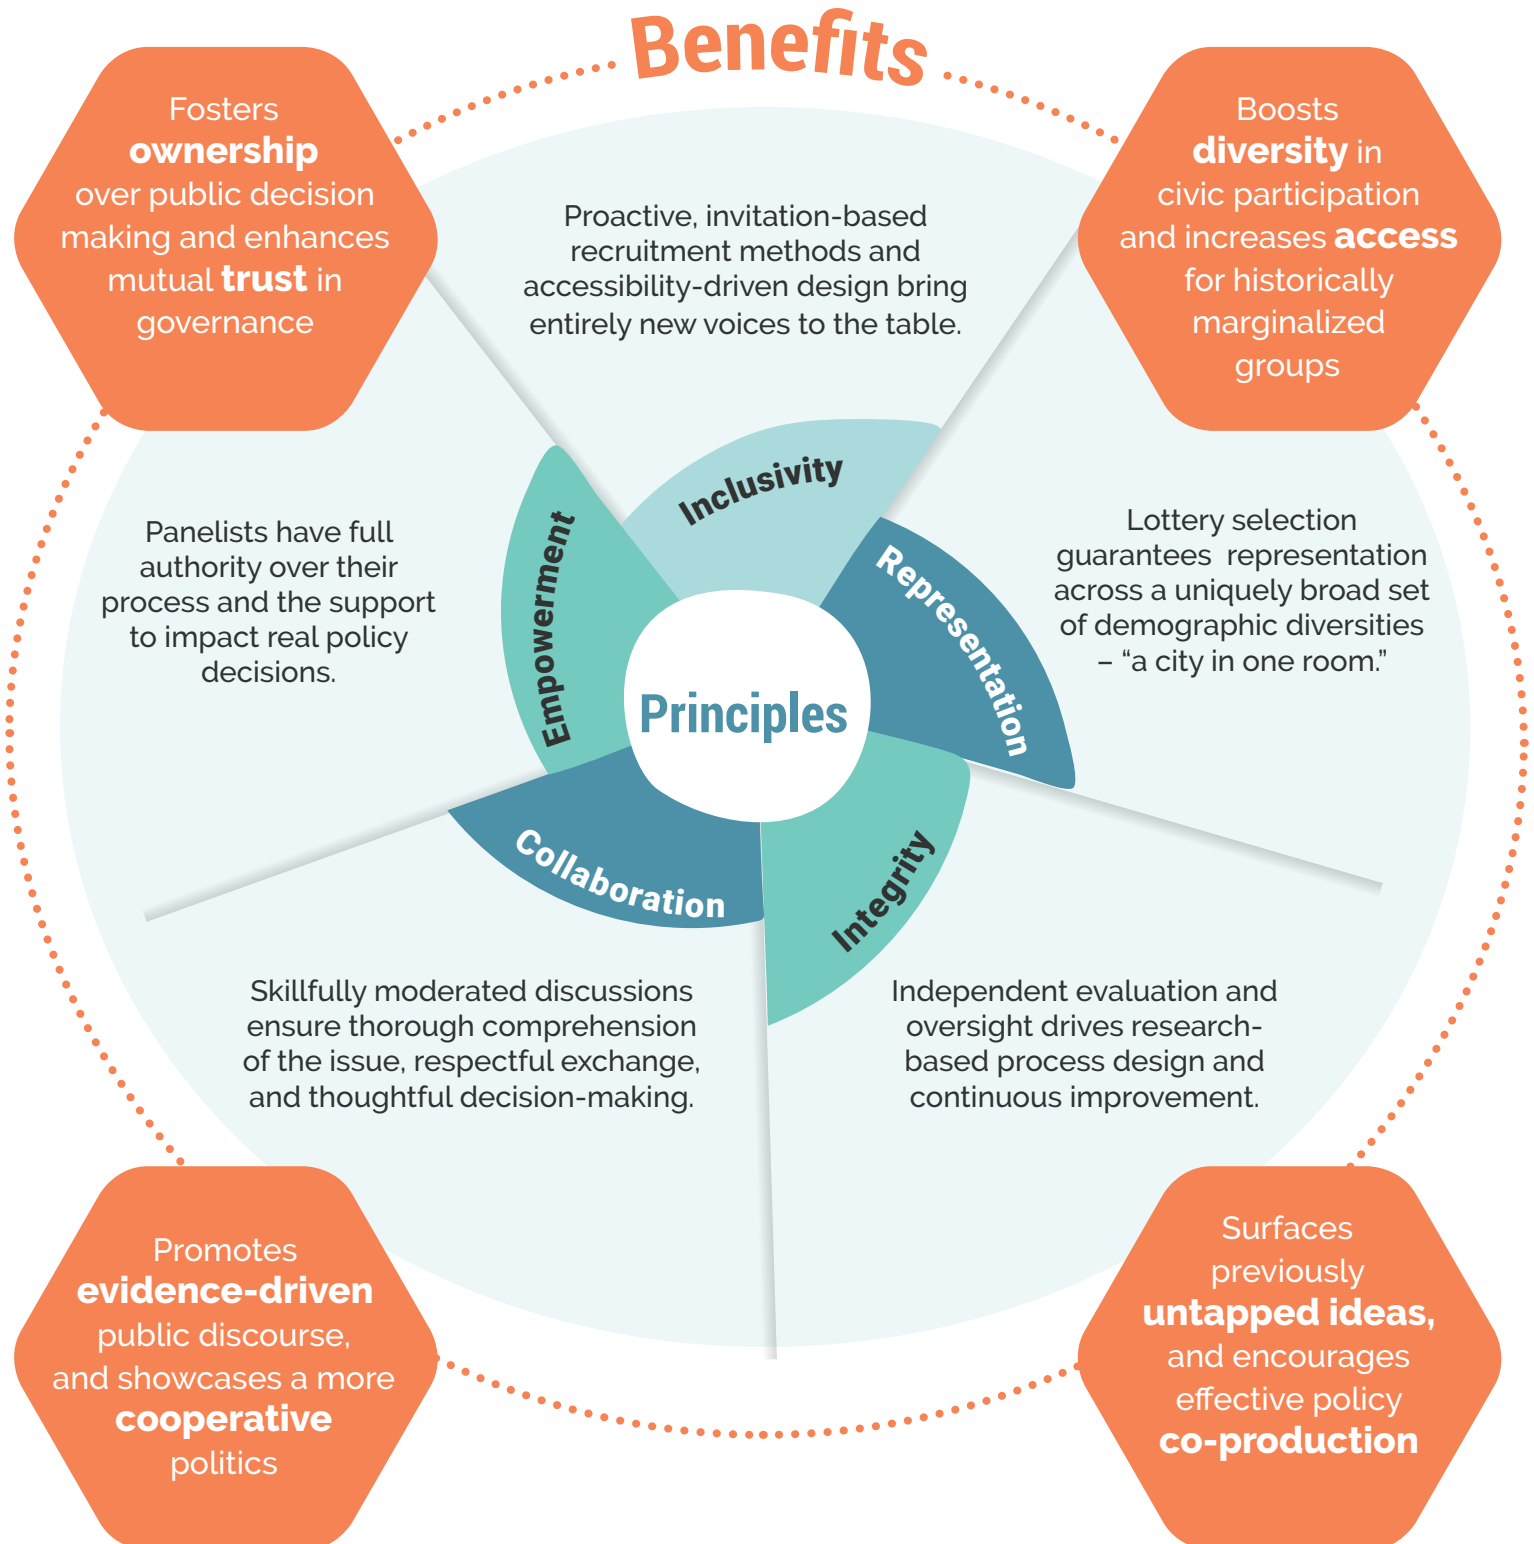 Benefits
Fosters
ownership
over public decision
making and enhances
mutual trust in
governance
Boosts
diversity in
civic participation
and increases access
for historically
marginalized
groups
Proactive, invitation-based
recruitment methods and
accessibility-driven design bring
entirely new voices to the table.
Inclusivity
Panelists have full
authority over their
process and the support
to impact real policy
decisions.
Empowerment
Representation
Lottery selection
guarantees  representation
across a uniquely broad set
of demographic diversities
– “a city in one room.”
Principles
Collaboration
Integrity
Skillfully moderated discussions
ensure thorough comprehension
of the issue, respectful exchange,
and thoughtful decision-making.
Independent evaluation and
oversight drives research-
based process design and
continuous improvement.
Promotes
evidence-driven
public discourse,
and showcases a more
cooperative
politics
Surfaces
previously
untapped ideas,
and encourages
effective policy
co-production